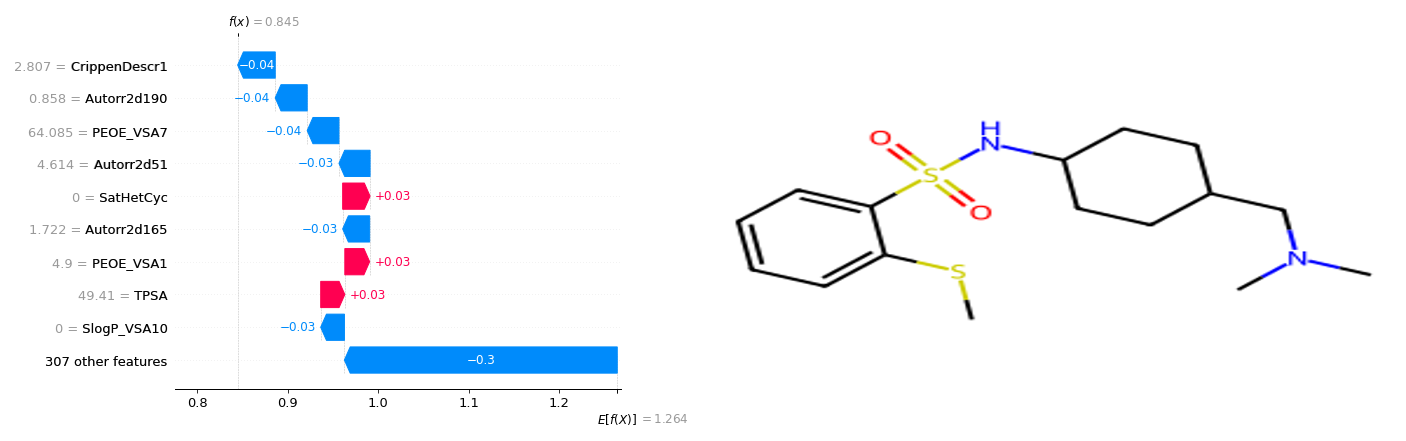 f(x) = 0.845
2.807 = CrippenDescr1
−0.04
0.858 = Autorr2d190
−0.04
64.085 = PEOE_VSA7
−0.04
4.614 = Autorr2d51
−0.03
0 = SatHetCyc
+0.03
1.722 = Autorr2d165
−0.03
4.9 = PEOE_VSA1
+0.03
49.41 = TPSA
+0.03
0 = SlogP_VSA10
−0.03
307 other features
−0.3
0.8 0.9 1.0 1.1 1.2
E[f(X)] = 1.264
H
O N
S
O
S N